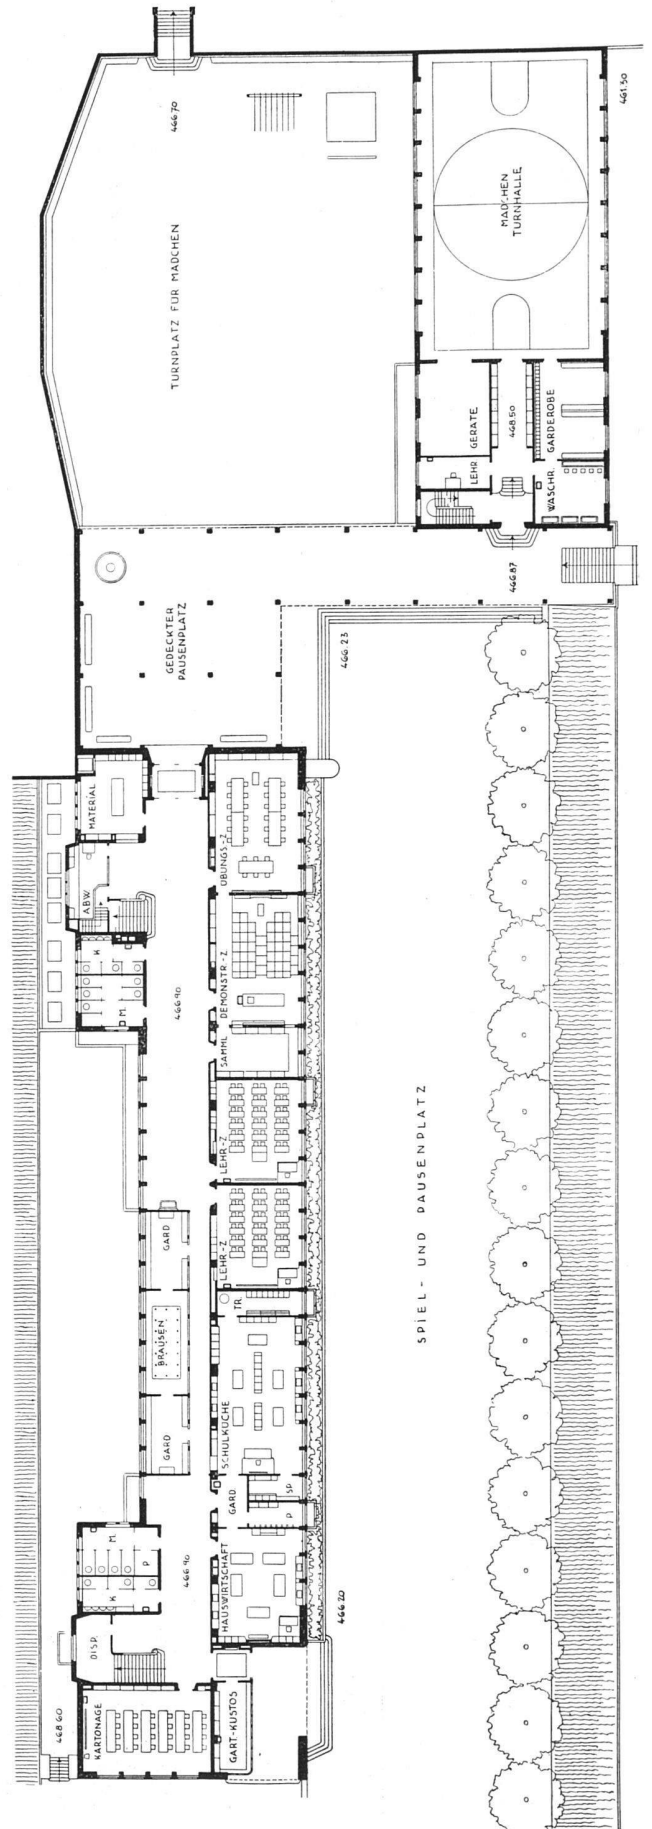 466.70
461.50
TURNPLATZ FÜR MÄDCHEN
MÄDCHEN
TURNHALLE
GERÄTE
468.50
GARDEROBE
LEHR.
WASCHR.
466.87
GEDECKTER
PAUSENPLATZ
466.23
MATERIAL
ÜBUNGS-Z
ABW.
K
M.
466.90
DEMONSTR.-Z
SAMML
LEHR-Z
LEHR-Z
GARD
BRAUSEN
GARD
TR.
SCHULKÜCHE
SPIEL- UND PAUSENPLATZ
GARD.
SP.
P.
HAUSWIRTSCHAFT
M.
P.
K
466.90
DISP.
466.20
468.60
KARTONAGE
GART-KUSTOS